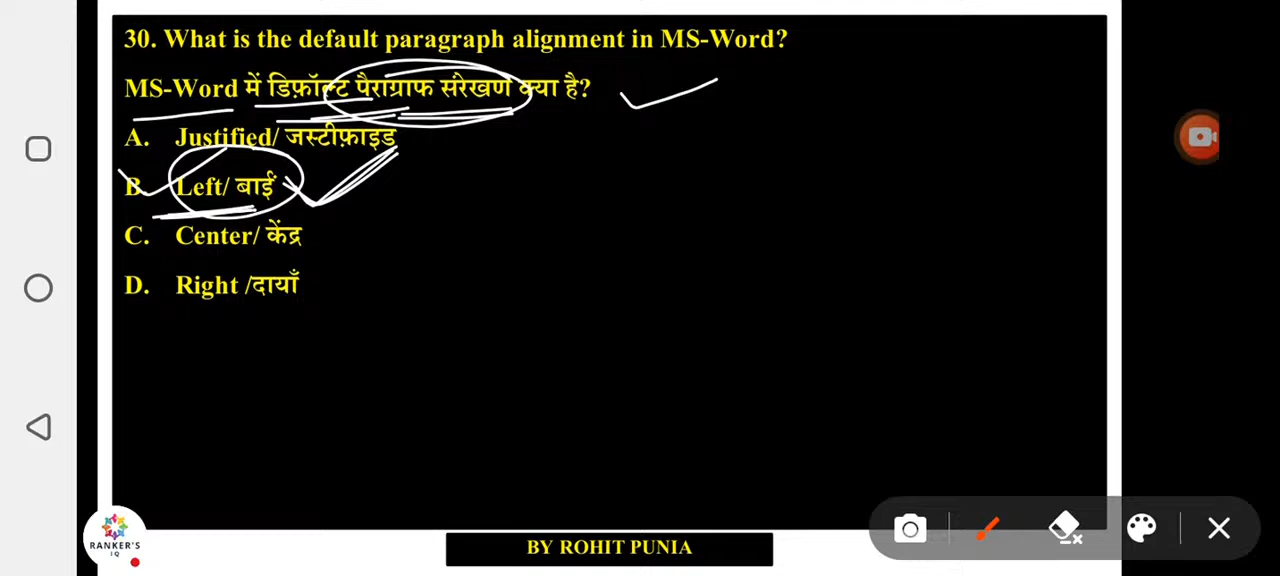 30. What is the default paragraph alignment in MS-Word?
MS-Word में डिफ़ॉल्ट पैराग्राफ संरेखण क्या है?
A. Justified/ जस्टीफ़ाइड
B. Left/ बाईं
C. Center/ केंद्र
D. Right /दायाँ
RANKER'S
IQ
BY ROHIT PUNIA